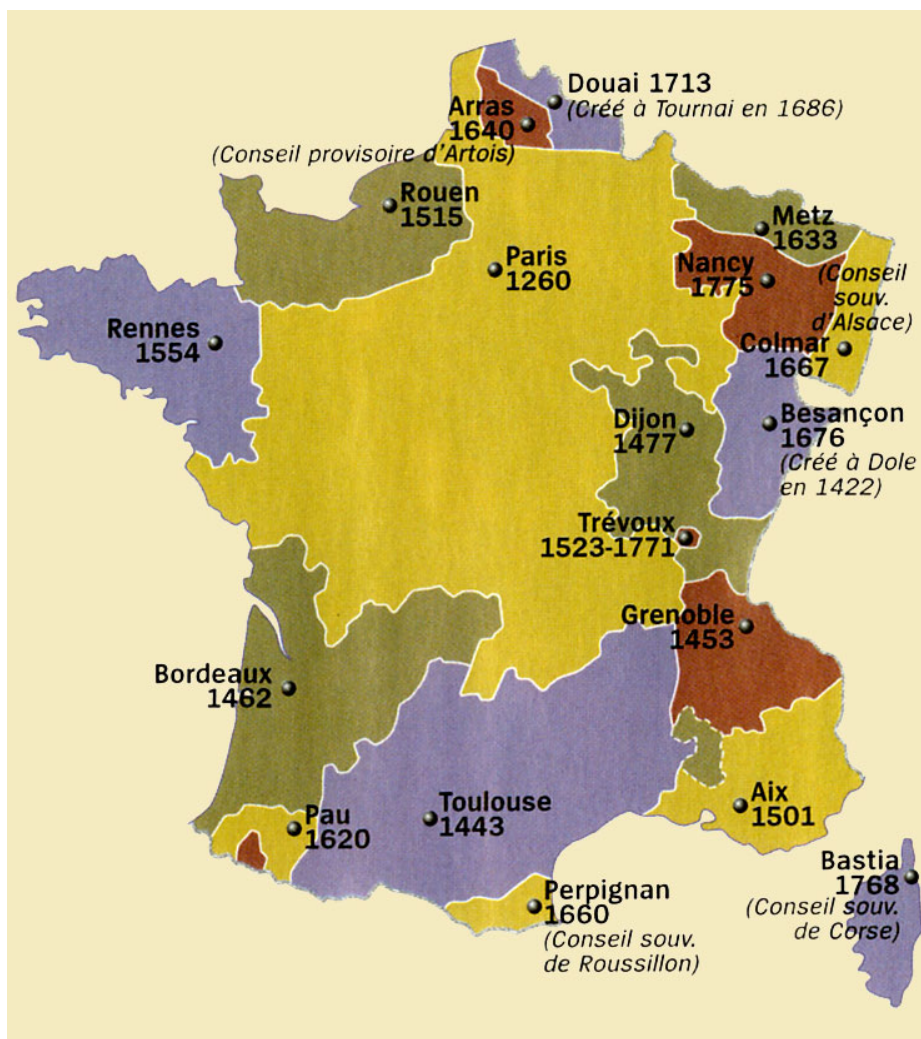 Douai 1713
(Créé à Tournai en 1686)
Arras
1640
(Conseil provisoire d'Artois)
Rouen
1515
Metz
1633
Paris
1260
Nancy
1775
(Conseil
souv.
d'Alsace)
Rennes
1554
Colmar
1667
Dijon
1477
Besançon
1676
(Créé à Dole
en 1422)
Trévoux
1523-1771
Grenoble
1453
Bordeaux
1462
Aix
1501
Pau
1620
Toulouse
1443
Bastia
1768
(Conseil souv.
de Corse)
Perpignan
1660
(Conseil souv.
de Roussillon)